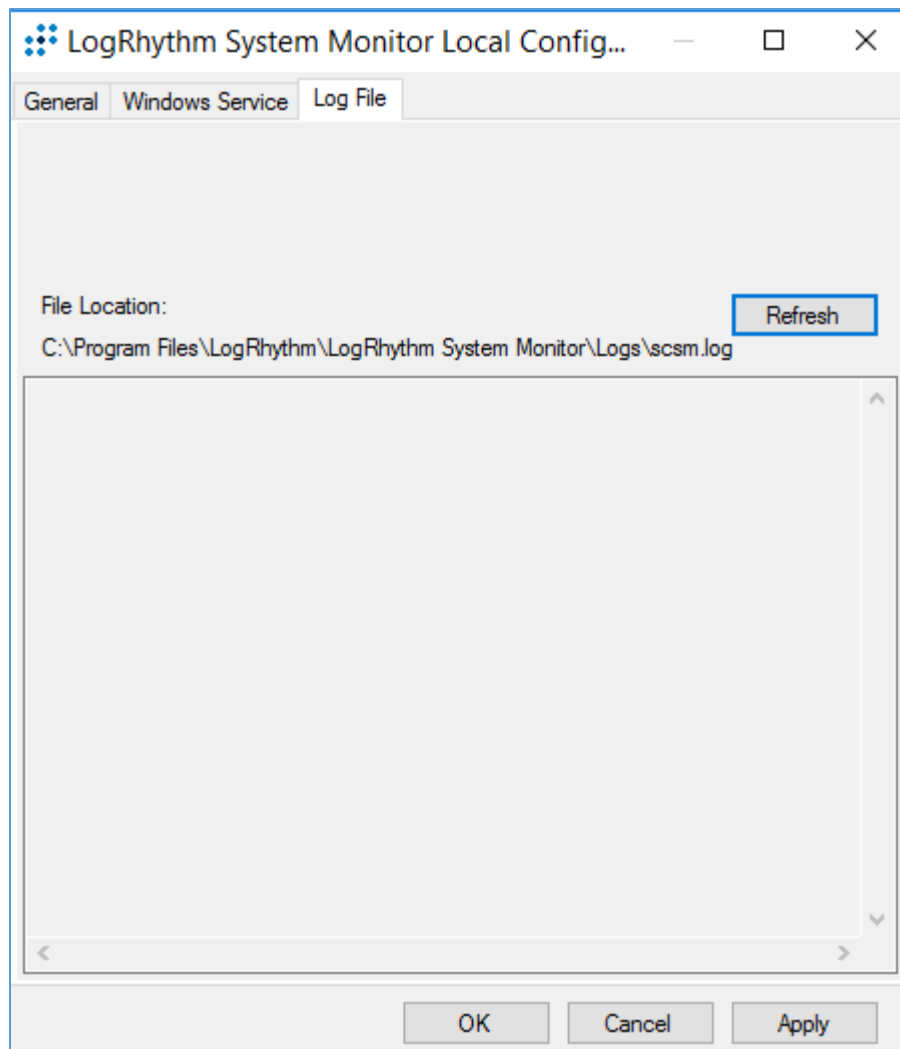 LogRhythm System Monitor Local Config...
General Windows Service Log File
File Location:
Refresh
C:\Program Files\LogRhythm\LogRhythm System Monitor\Logs\scsm.log
OK Cancel Apply